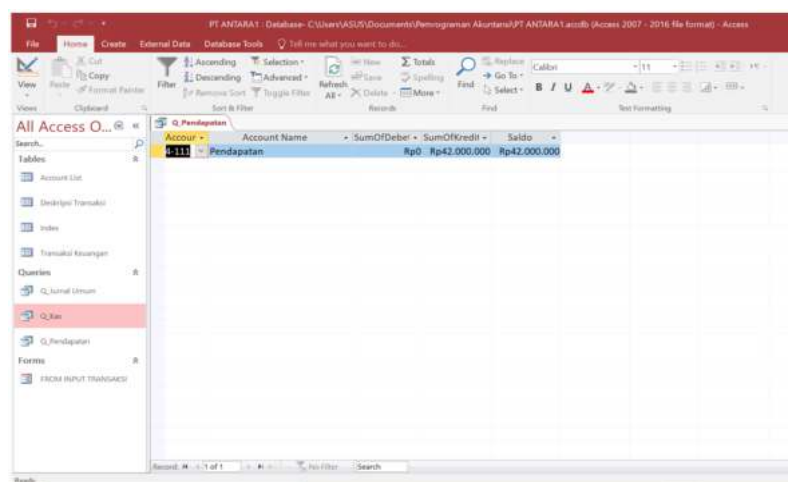 PT ANTARA1 : Database- C:\Users\ASUS\Documents\Pemrograman Akuntansi\PT ANTARA1.accdb (Access 2007 - 2016 file format) - Access
File Home Create External Data Database Tools Tell me what you want to do...
View Paste Cut Copy Format Painter
Filter Ascending Descending Remove Sort Selection Advanced Toggle Filter
Refresh All New Save Delete Totals Spelling More
Find Replace Go To Select
Calibri 11
B I U A
Views Clipboard Sort & Filter Records Find Text Formatting
All Access O...
Search..
Tables
Account List
Deskripsi Transaksi
Index
Transaksi Keuangan
Queries
Q_Jurnal Umum
Q_Kas
Q_Pendapatan
Forms
FROM INPUT TRANSAKSI
Q_Pendapatan
Accour Account Name SumOfDebet SumOfKredit Saldo
4-111 Pendapatan Rp0 Rp42.000.000 Rp42.000.000
Record: 1 of 1 No Filter Search
Ready